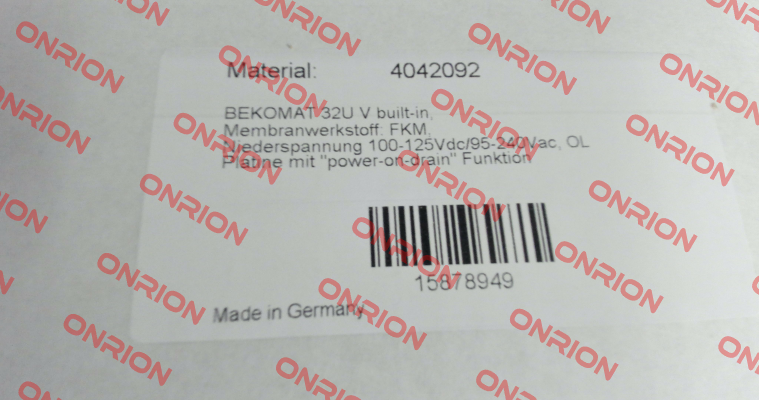 Material: 4042092
BEKOMAT 32U V built-in,
Membranwerkstoff: FKM,
Niederspannung 100-125Vdc/95-240Vac, OL
Platine mit "power-on-drain" Funktion
15878949
Made in Germany
ONRION